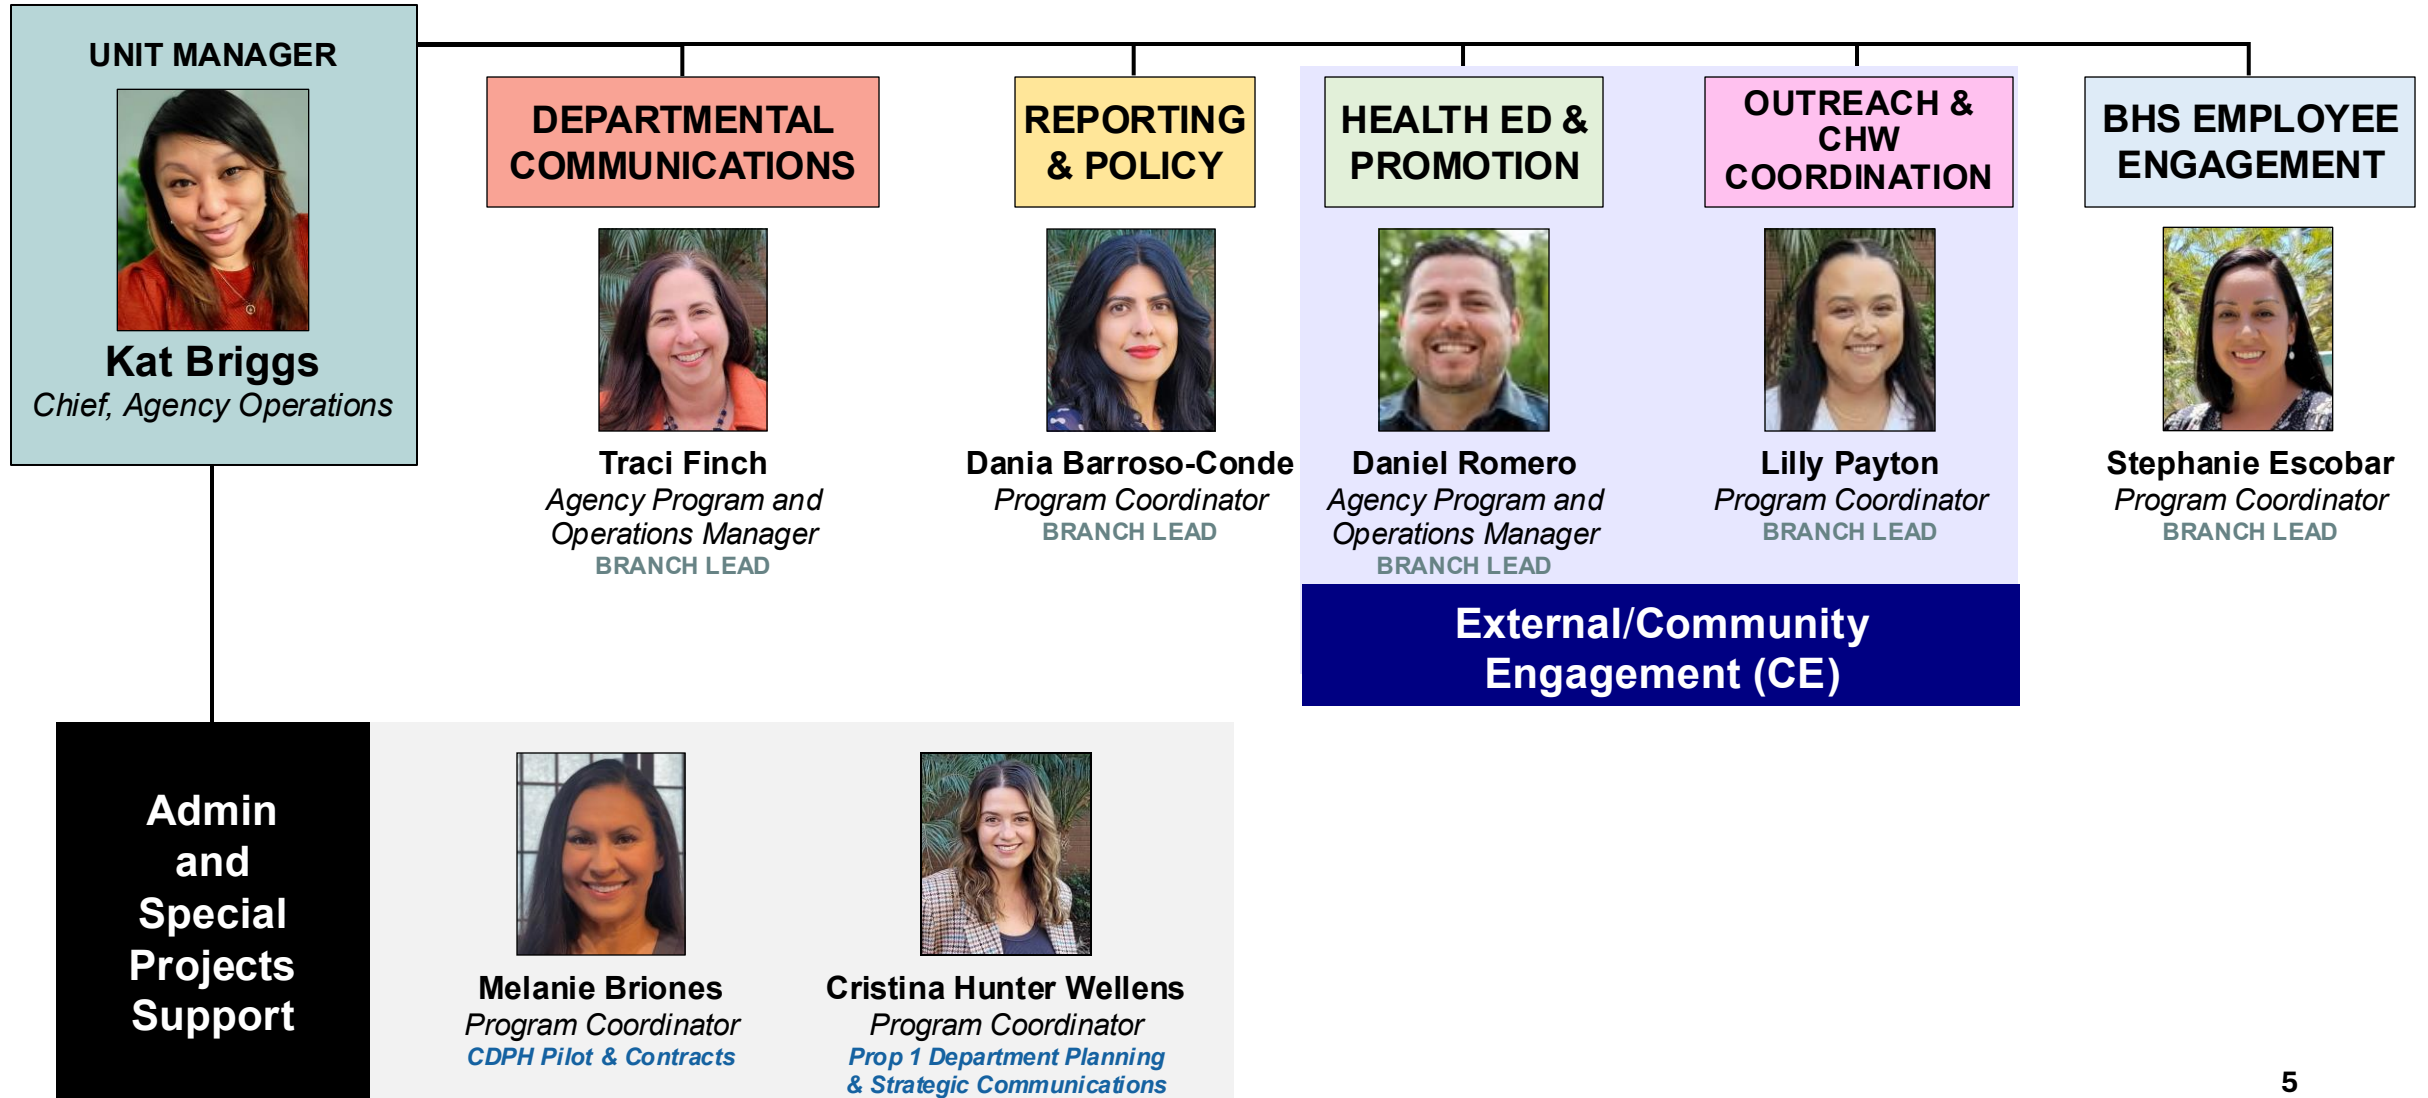 UNIT MANAGER
Kat Briggs
Chief, Agency Operations
DEPARTMENTAL
COMMUNICATIONS
Traci Finch
Agency Program and
Operations Manager
BRANCH LEAD
REPORTING
& POLICY
Dania Barroso-Conde
Program Coordinator
BRANCH LEAD
HEALTH ED &
PROMOTION
Daniel Romero
Agency Program and
Operations Manager
BRANCH LEAD
OUTREACH &
CHW
COORDINATION
Lilly Payton
Program Coordinator
BRANCH LEAD
External/Community
Engagement (CE)
BHS EMPLOYEE
ENGAGEMENT
Stephanie Escobar
Program Coordinator
BRANCH LEAD
Admin
and
Special
Projects
Support
Melanie Briones
Program Coordinator
CDPH Pilot & Contracts
Cristina Hunter Wellens
Program Coordinator
Prop 1 Department Planning
& Strategic Communications
5